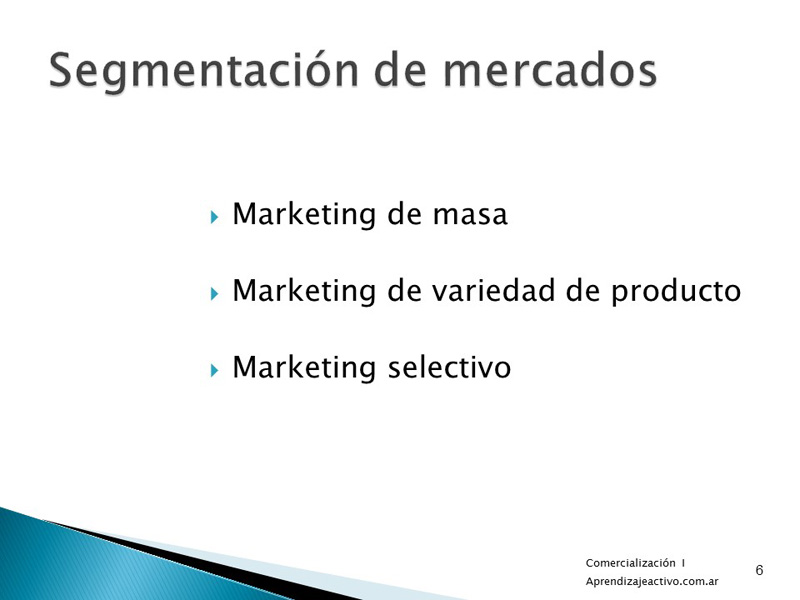 Segmentación de mercados
Marketing de masa
Marketing de variedad de producto
Marketing selectivo
Comercialización I
Aprendizajeactivo.com.ar
6